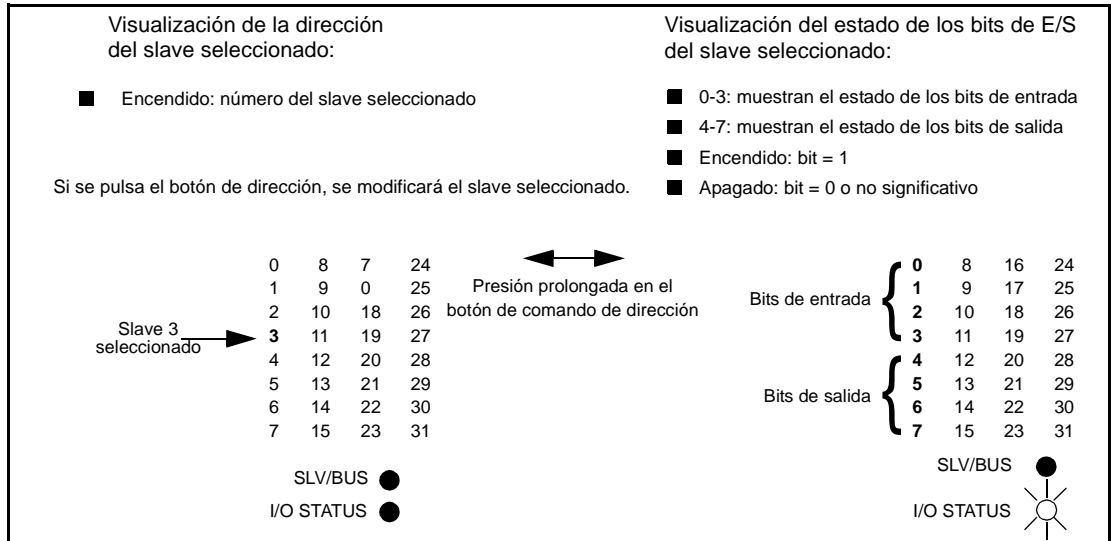 Visualización de la dirección
del slave seleccionado:
Encendido: número del slave seleccionado
Si se pulsa el botón de dirección, se modificará el slave seleccionado.
Visualización del estado de los bits de E/S
del slave seleccionado:
0-3: muestran el estado de los bits de entrada
4-7: muestran el estado de los bits de salida
Encendido: bit = 1
Apagado: bit = 0 o no significativo
Slave 3
seleccionado
0 8 7 24
1 9 0 25
2 10 18 26
3 11 19 27
4 12 20 28
5 13 21 29
6 14 22 30
7 15 23 31
SLV/BUS
I/O STATUS
Presión prolongada en el
botón de comando de dirección
Bits de entrada
Bits de salida
0 8 16 24
1 9 17 25
2 10 18 26
3 11 19 27
4 12 20 28
5 13 21 29
6 14 22 30
7 15 23 31
SLV/BUS
I/O STATUS